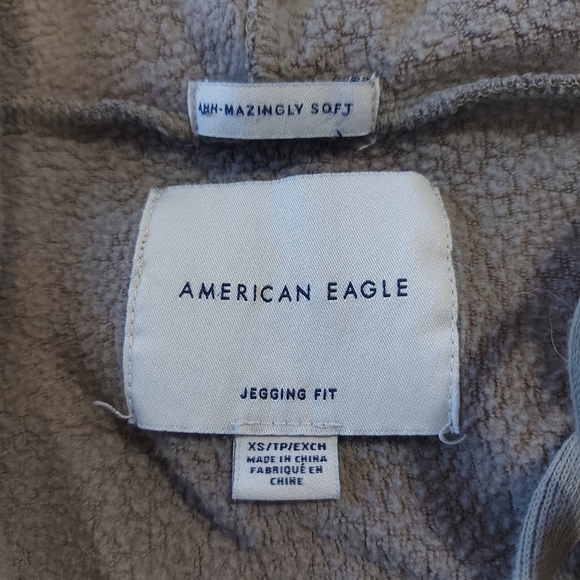 AHH-MAZINGLY SOFT
AMERICAN EAGLE
JEGGING FIT
XS/TP/EXCH
MADE IN CHINA
FABRIQUÉ EN
CHINE